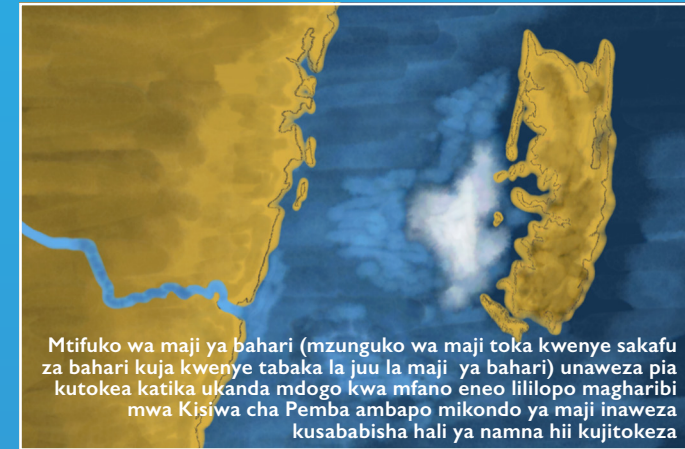 Mtifuko wa maji ya bahari (mzunguko wa maji toka kwenye sakafu
za bahari kuja kwenye tabaka la juu la maji ya bahari) unaweza pia
kutokea katika ukanda mdogo kwa mfano eneo lililopo magharibi
mwa Kisiwa cha Pemba ambapo mikondo ya maji inaweza
kusababisha hali ya namna hii kujitokeza